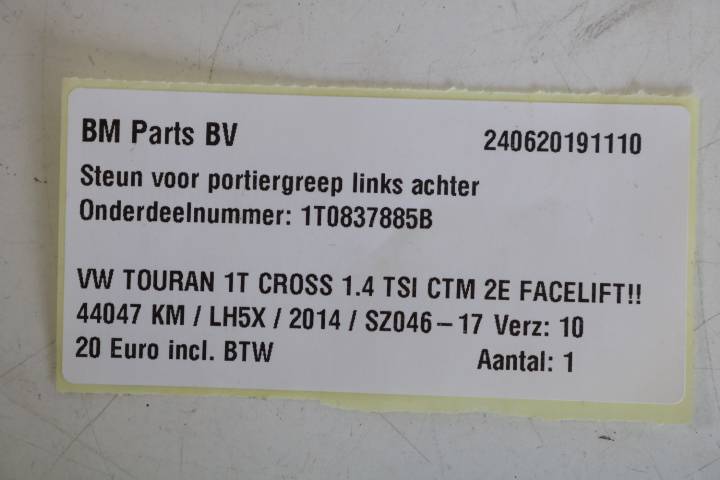 BM Parts BV 240620191110
Steun voor portiergreep links achter
Onderdeelnummer: 1T0837885B
VW TOURAN 1T CROSS 1.4 TSI CTM 2E FACELIFT!!
44047 KM / LH5X / 2014 / SZ046-17 Verz: 10
20 Euro incl. BTW Aantal: 1